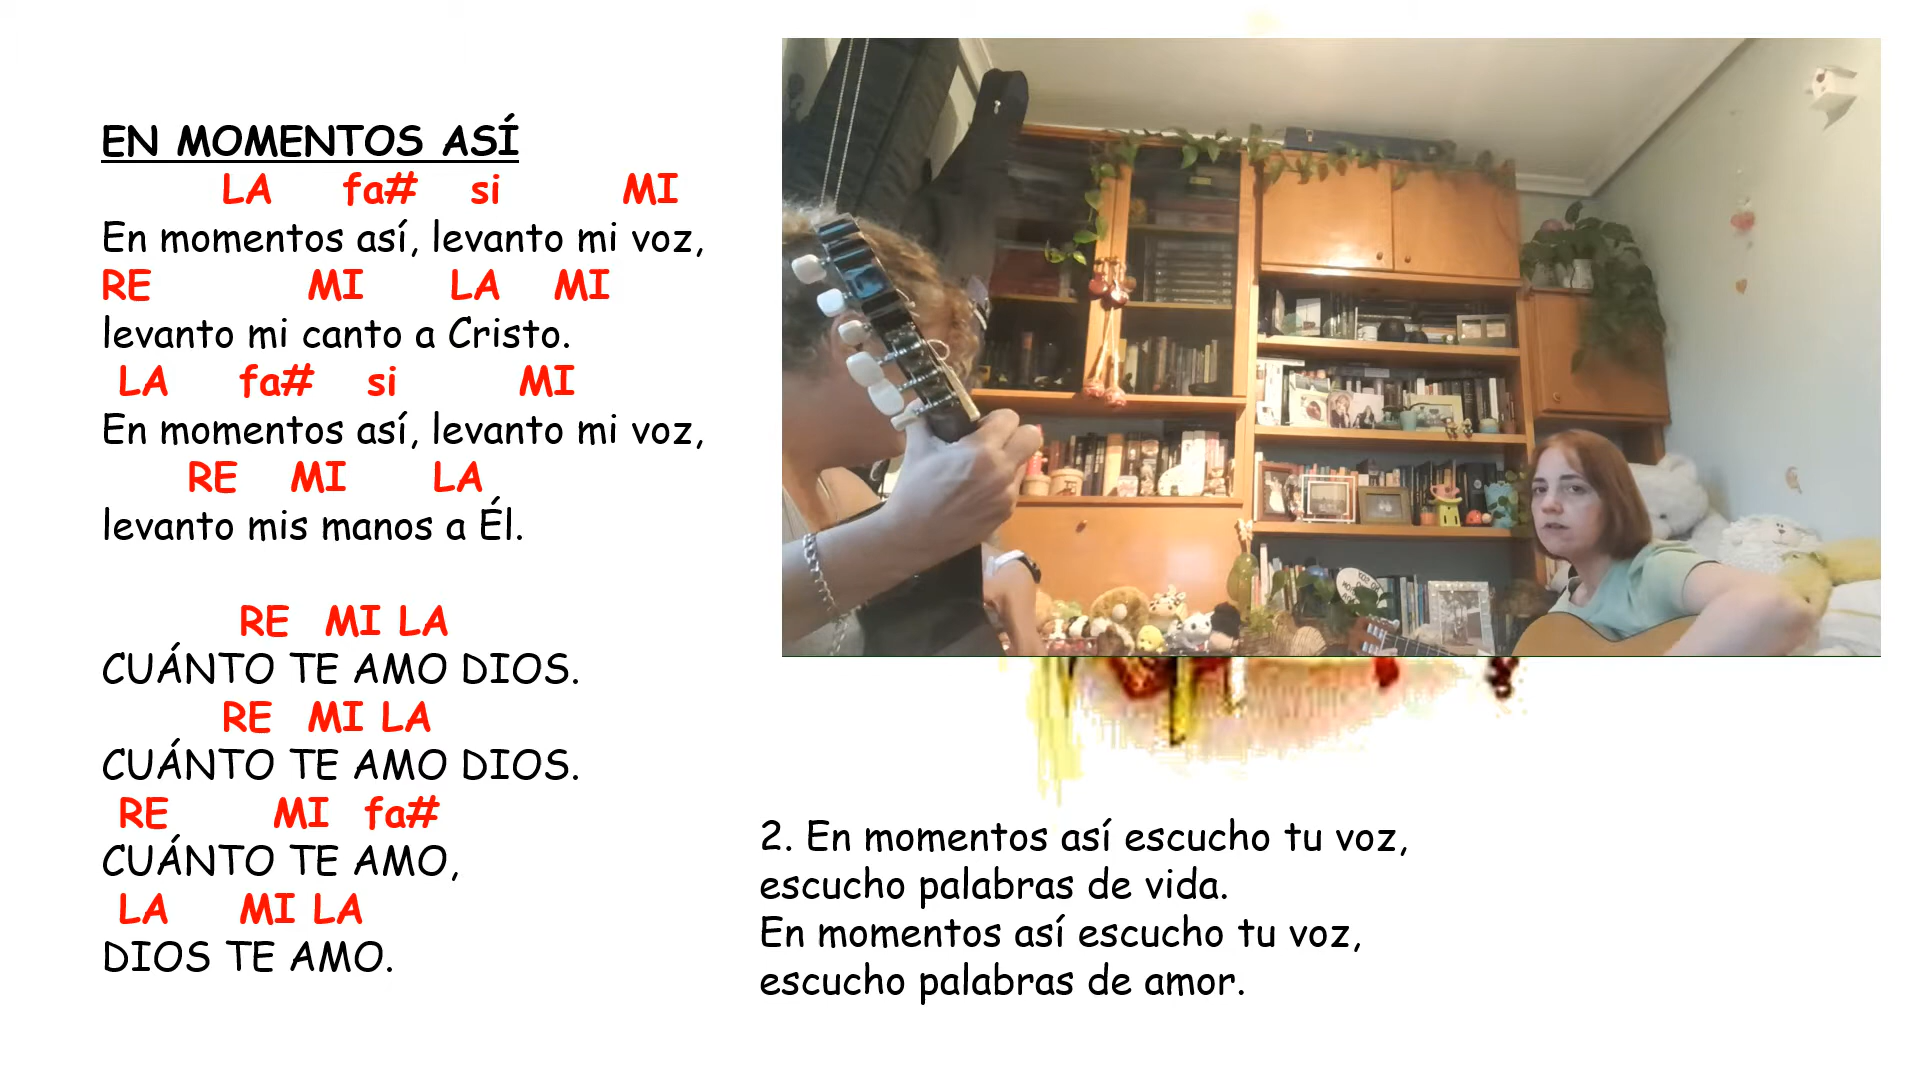 EN MOMENTOS ASÍ
LA fa# si MI
En momentos así, levanto mi voz,
RE MI LA MI
levanto mi canto a Cristo.
LA fa# si MI
En momentos así, levanto mi voz,
RE MI LA
levanto mis manos a Él.
RE MI LA
CUÁNTO TE AMO DIOS.
RE MI LA
CUÁNTO TE AMO DIOS.
RE MI fa#
CUÁNTO TE AMO,
LA MI LA
DIOS TE AMO.
2. En momentos así escucho tu voz,
escucho palabras de vida.
En momentos así escucho tu voz,
escucho palabras de amor.